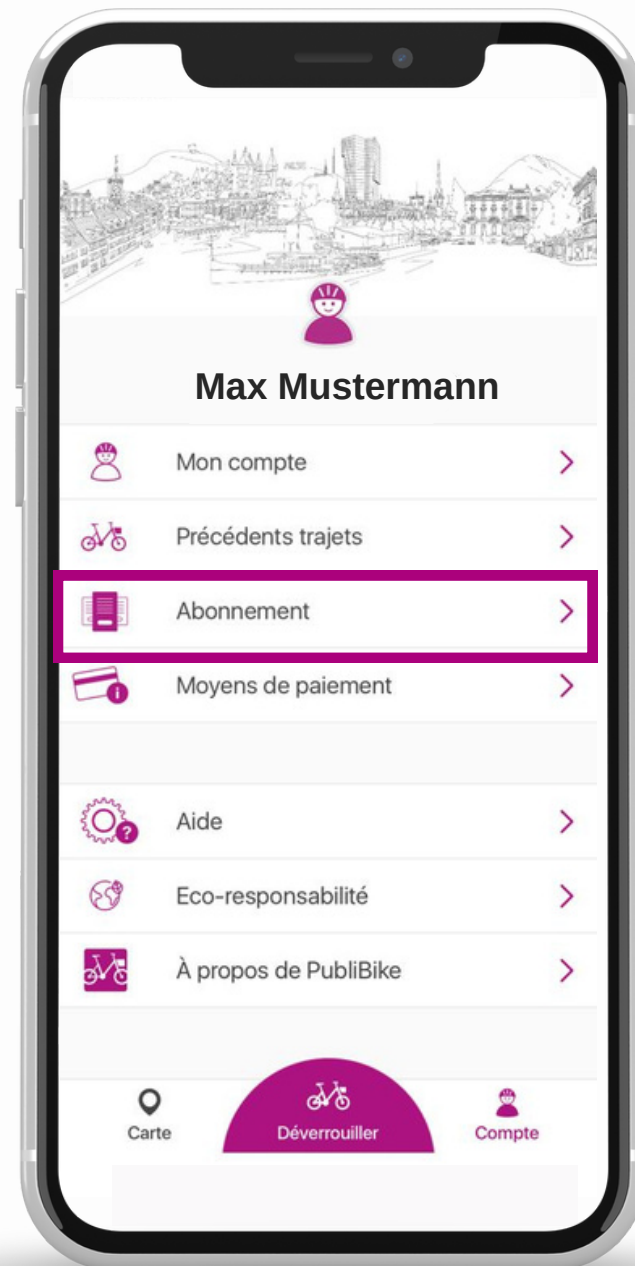 Max Mustermann
Mon compte
Précédents trajets
Abonnement
Moyens de paiement
Aide
Eco-responsabilité
À propos de PubliBike
Carte
Déverrouiller
Compte